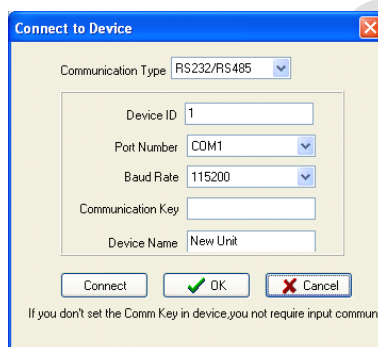 Connect to Device
Communication Type RS232/RS485
Device ID 1
Port Number COM1
Baud Rate 115200
Communication Key
Device Name New Unit
Connect OK Cancel
If you don't set the Comm Key in device,you not require input commun